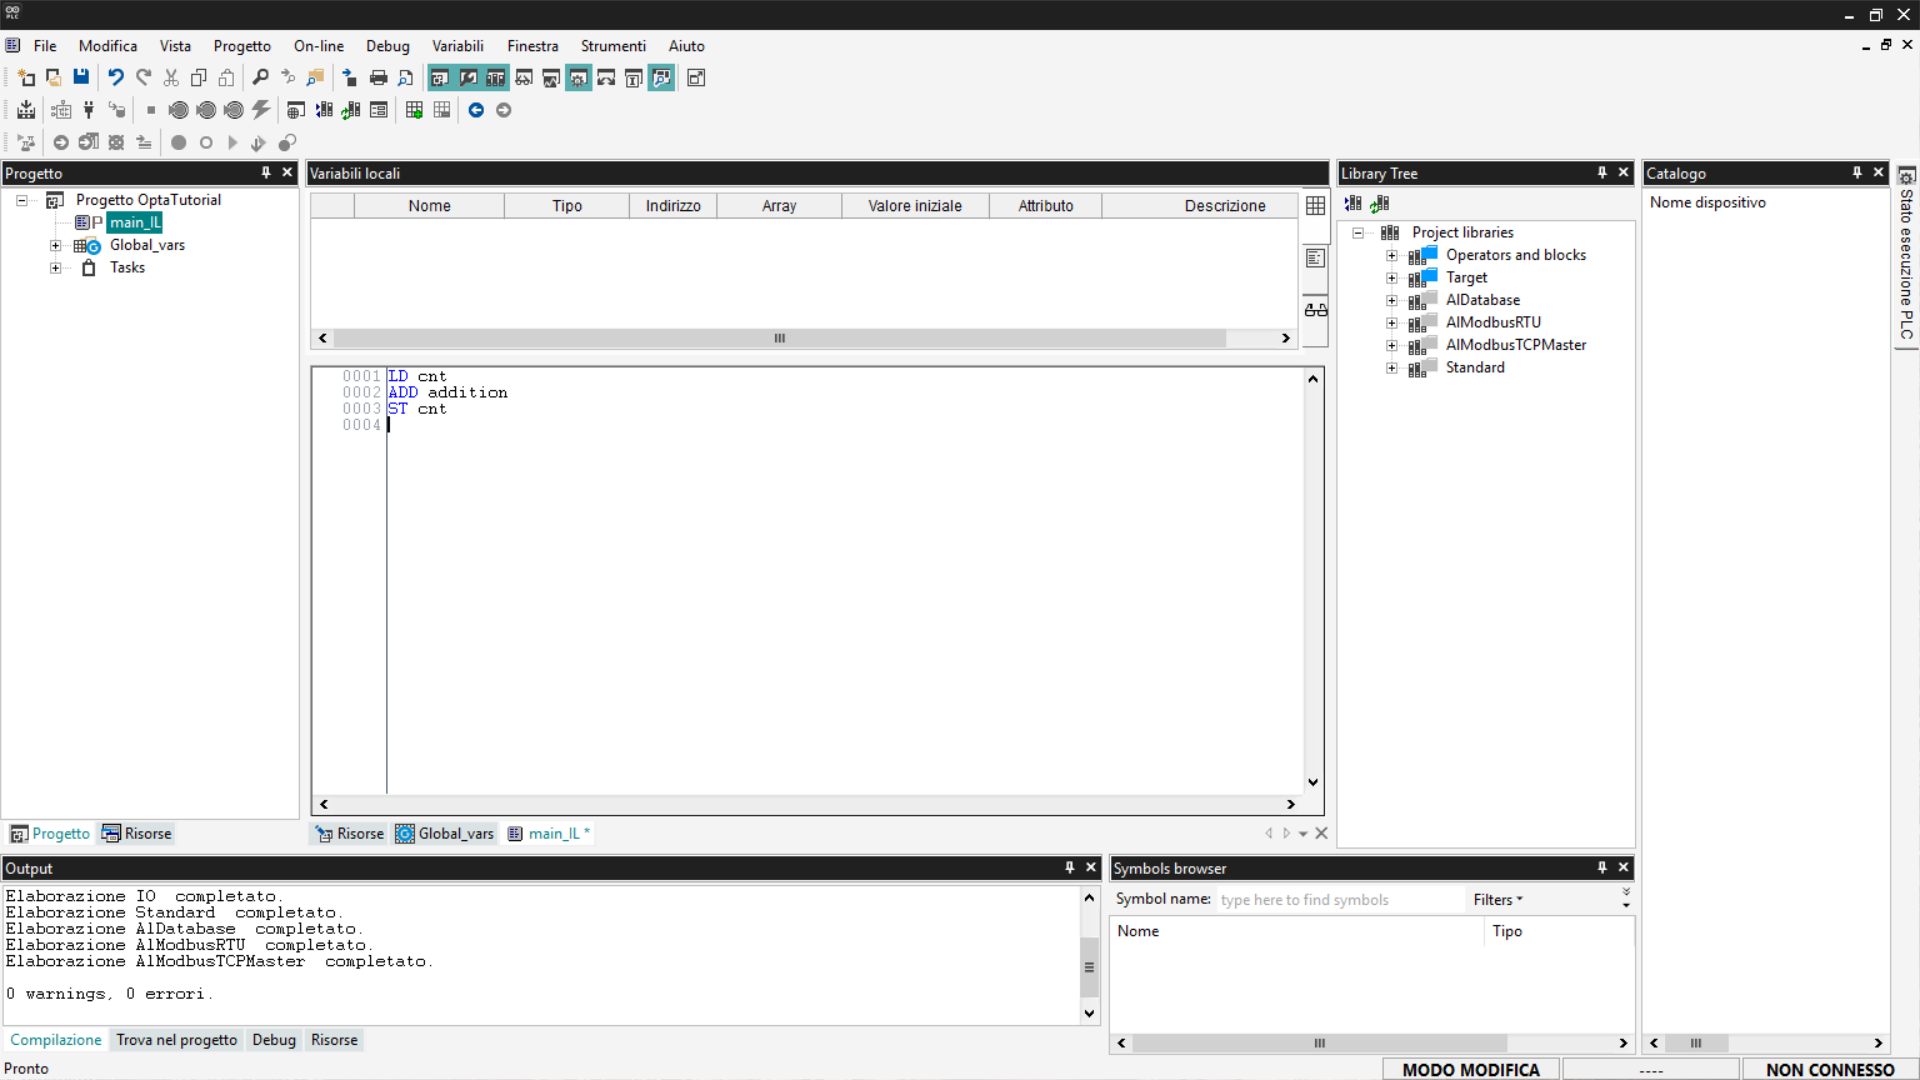 PLC
File Modifica Vista Progetto On-line Debug Variabili Finestra Strumenti Aiuto
Progetto
Progetto OptaTutorial
P main_IL
Global_vars
Tasks
Progetto Risorse
Variabili locali
Nome Tipo Indirizzo Array Valore iniziale Attributo Descrizione
0001 LD cnt
0002 ADD addition
0003 ST cnt
0004
Risorse Global_vars main_IL *
Library Tree
Project libraries
Operators and blocks
Target
AlDatabase
AlModbusRTU
AlModbusTCPMaster
Standard
Catalogo
Nome dispositivo
Stato esecuzione PLC
Output
Elaborazione IO completato.
Elaborazione Standard completato.
Elaborazione AlDatabase completato.
Elaborazione AlModbusRTU completato.
Elaborazione AlModbusTCPMaster completato.
0 warnings, 0 errori.
Compilazione Trova nel progetto Debug Risorse
Symbols browser
Symbol name: type here to find symbols Filters
Nome Tipo
Pronto
MODO MODIFICA ---- NON CONNESSO